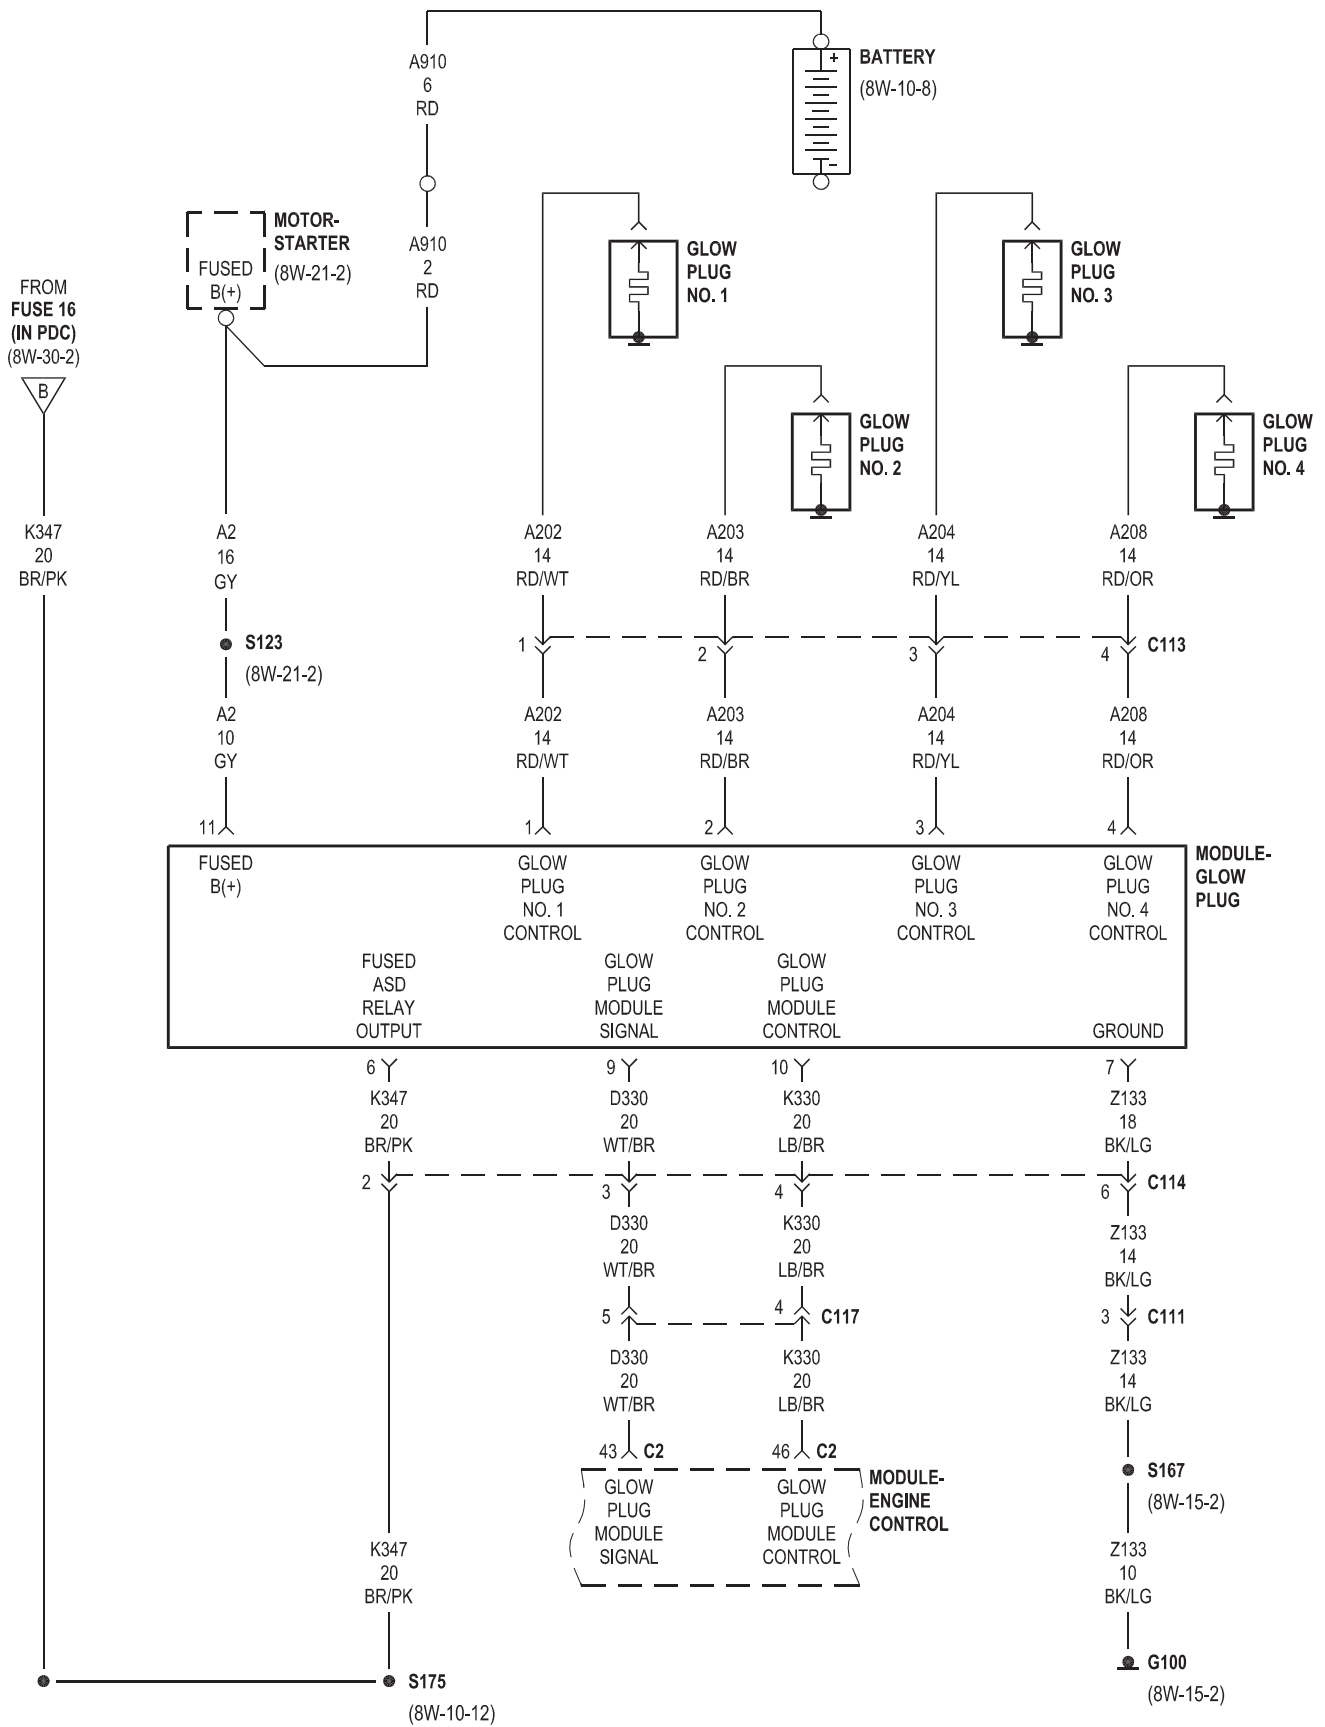 A910
6
RD
+
-
BATTERY
(8W-10-8)
MOTOR-
STARTER
(8W-21-2)
FUSED
B(+)
A910
2
RD
GLOW
PLUG
NO. 1
GLOW
PLUG
NO. 3
FROM
FUSE 16
(IN PDC)
(8W-30-2)
B
GLOW
PLUG
NO. 2
GLOW
PLUG
NO. 4
K347
20
BR/PK
A2
16
GY
A202
14
RD/WT
A203
14
RD/BR
A204
14
RD/YL
A208
14
RD/OR
S123
(8W-21-2)
1
2
3
4
C113
A2
10
GY
A202
14
RD/WT
A203
14
RD/BR
A204
14
RD/YL
A208
14
RD/OR
11
1
2
3
4
MODULE-
GLOW
PLUG
FUSED
B(+)
GLOW
PLUG
NO. 1
CONTROL
GLOW
PLUG
NO. 2
CONTROL
GLOW
PLUG
NO. 3
CONTROL
GLOW
PLUG
NO. 4
CONTROL
FUSED
ASD
RELAY
OUTPUT
GLOW
PLUG
MODULE
SIGNAL
GLOW
PLUG
MODULE
CONTROL
GROUND
6
9
10
7
K347
20
BR/PK
D330
20
WT/BR
K330
20
LB/BR
Z133
18
BK/LG
2
3
4
6
C114
D330
20
WT/BR
K330
20
LB/BR
Z133
14
BK/LG
5
4
C117
3
C111
D330
20
WT/BR
K330
20
LB/BR
Z133
14
BK/LG
43
C2
46
C2
GLOW
PLUG
MODULE
SIGNAL
GLOW
PLUG
MODULE
CONTROL
MODULE-
ENGINE
CONTROL
S167
(8W-15-2)
K347
20
BR/PK
Z133
10
BK/LG
S175
(8W-10-12)
G100
(8W-15-2)